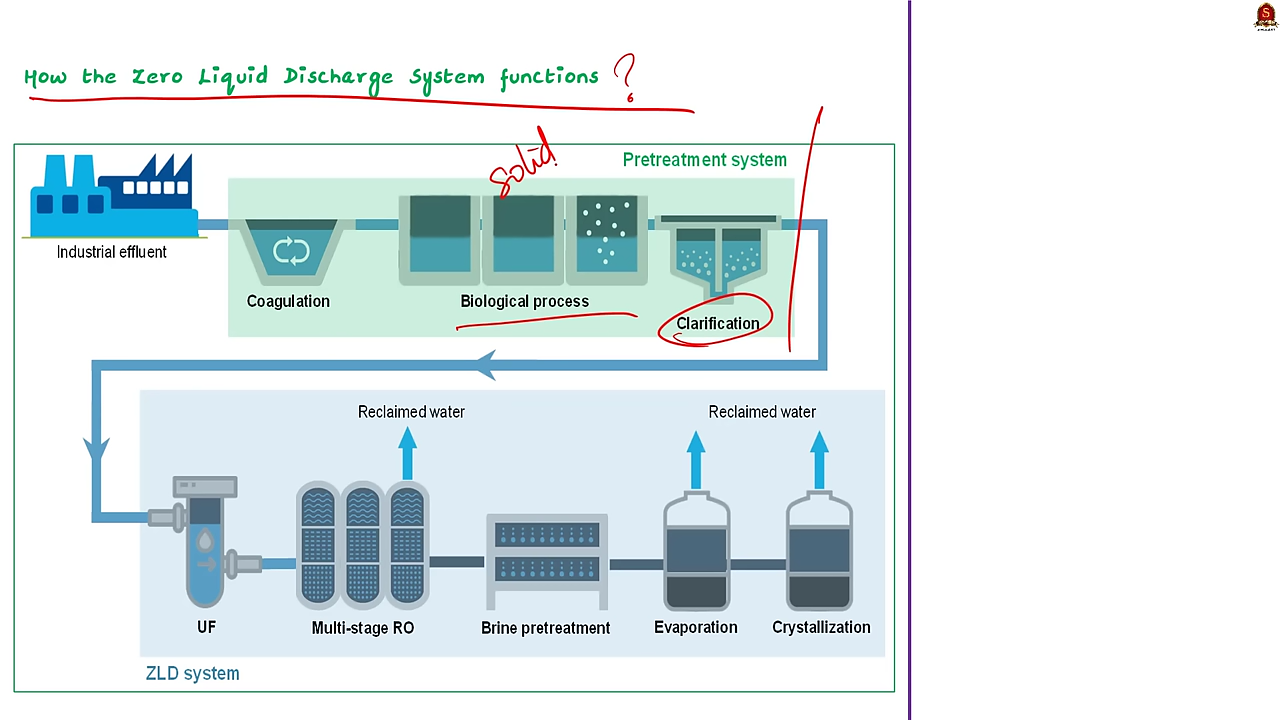 How the Zero Liquid Discharge System functions ?
solid
Pretreatment system
Industrial effluent
Coagulation
Biological process
Clarification
Reclaimed water
Reclaimed water
UF
Multi-stage RO
Brine pretreatment
Evaporation
Crystallization
ZLD system